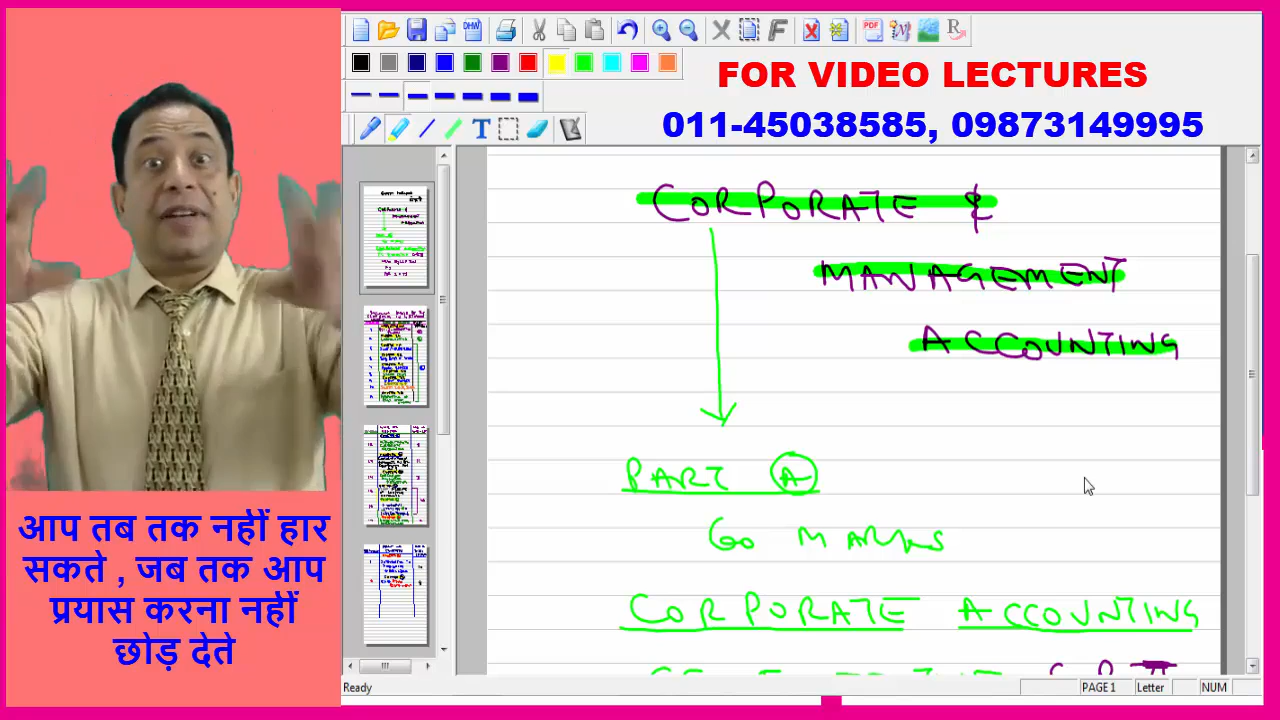 FOR VIDEO LECTURES
011-45038585, 09873149995
CORPORATE &
MANAGEMENT
ACCOUNTING
PART A
60 MARKS
CORPORATE ACCOUNTING
आप तब तक नहीं हार
सकते , जब तक आप
प्रयास करना नहीं
छोड़ देते
Ready
PAGE 1
Letter
NUM